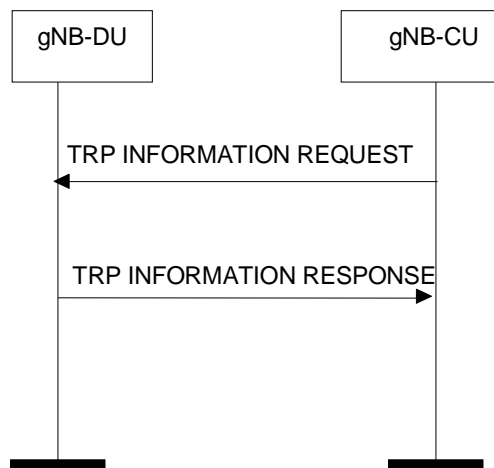 gNB-DU
gNB-CU
TRP INFORMATION REQUEST
TRP INFORMATION RESPONSE